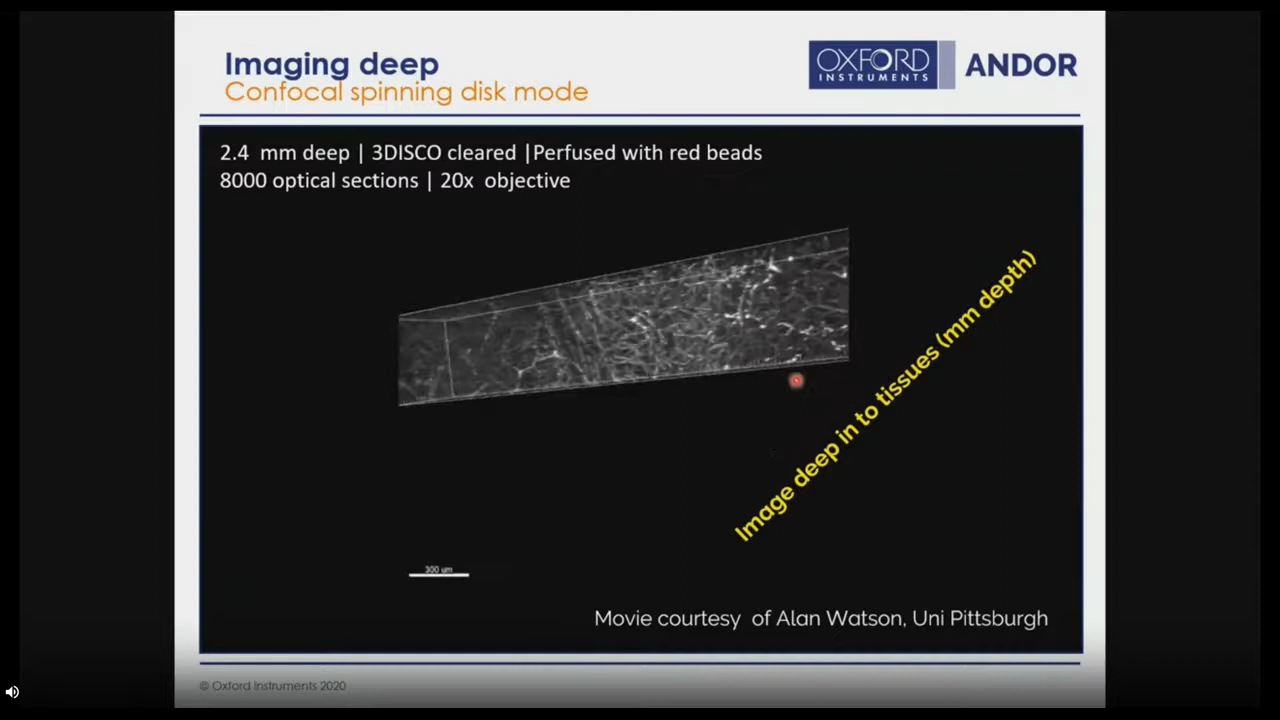 Imaging deep
Confocal spinning disk mode
OXFORD
INSTRUMENTS
ANDOR
2.4 mm deep | 3DISCO cleared |Perfused with red beads
8000 optical sections | 20x objective
Image deep in to tissues (mm depth)
300 um
Movie courtesy of Alan Watson, Uni Pittsburgh
© Oxford Instruments 2020